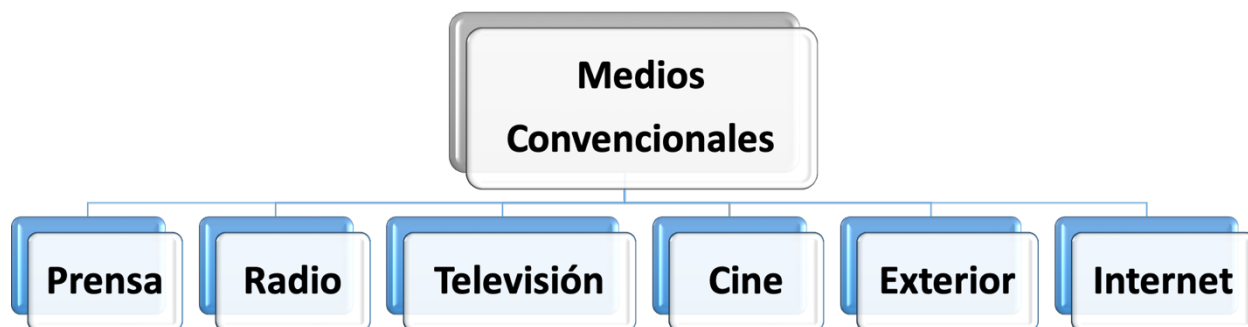 Medios
Convencionales
Prensa
Radio
Televisión
Cine
Exterior
Internet